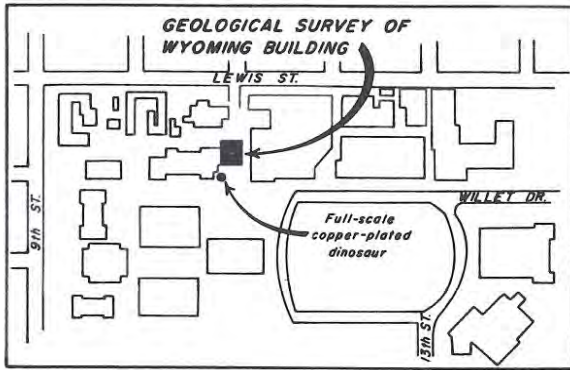 GEOLOGICAL SURVEY OF
WYOMING BUILDING
LEWIS ST.
WILLET DR.
9th ST.
Full-scale
copper-plated
dinosaur
13th ST.